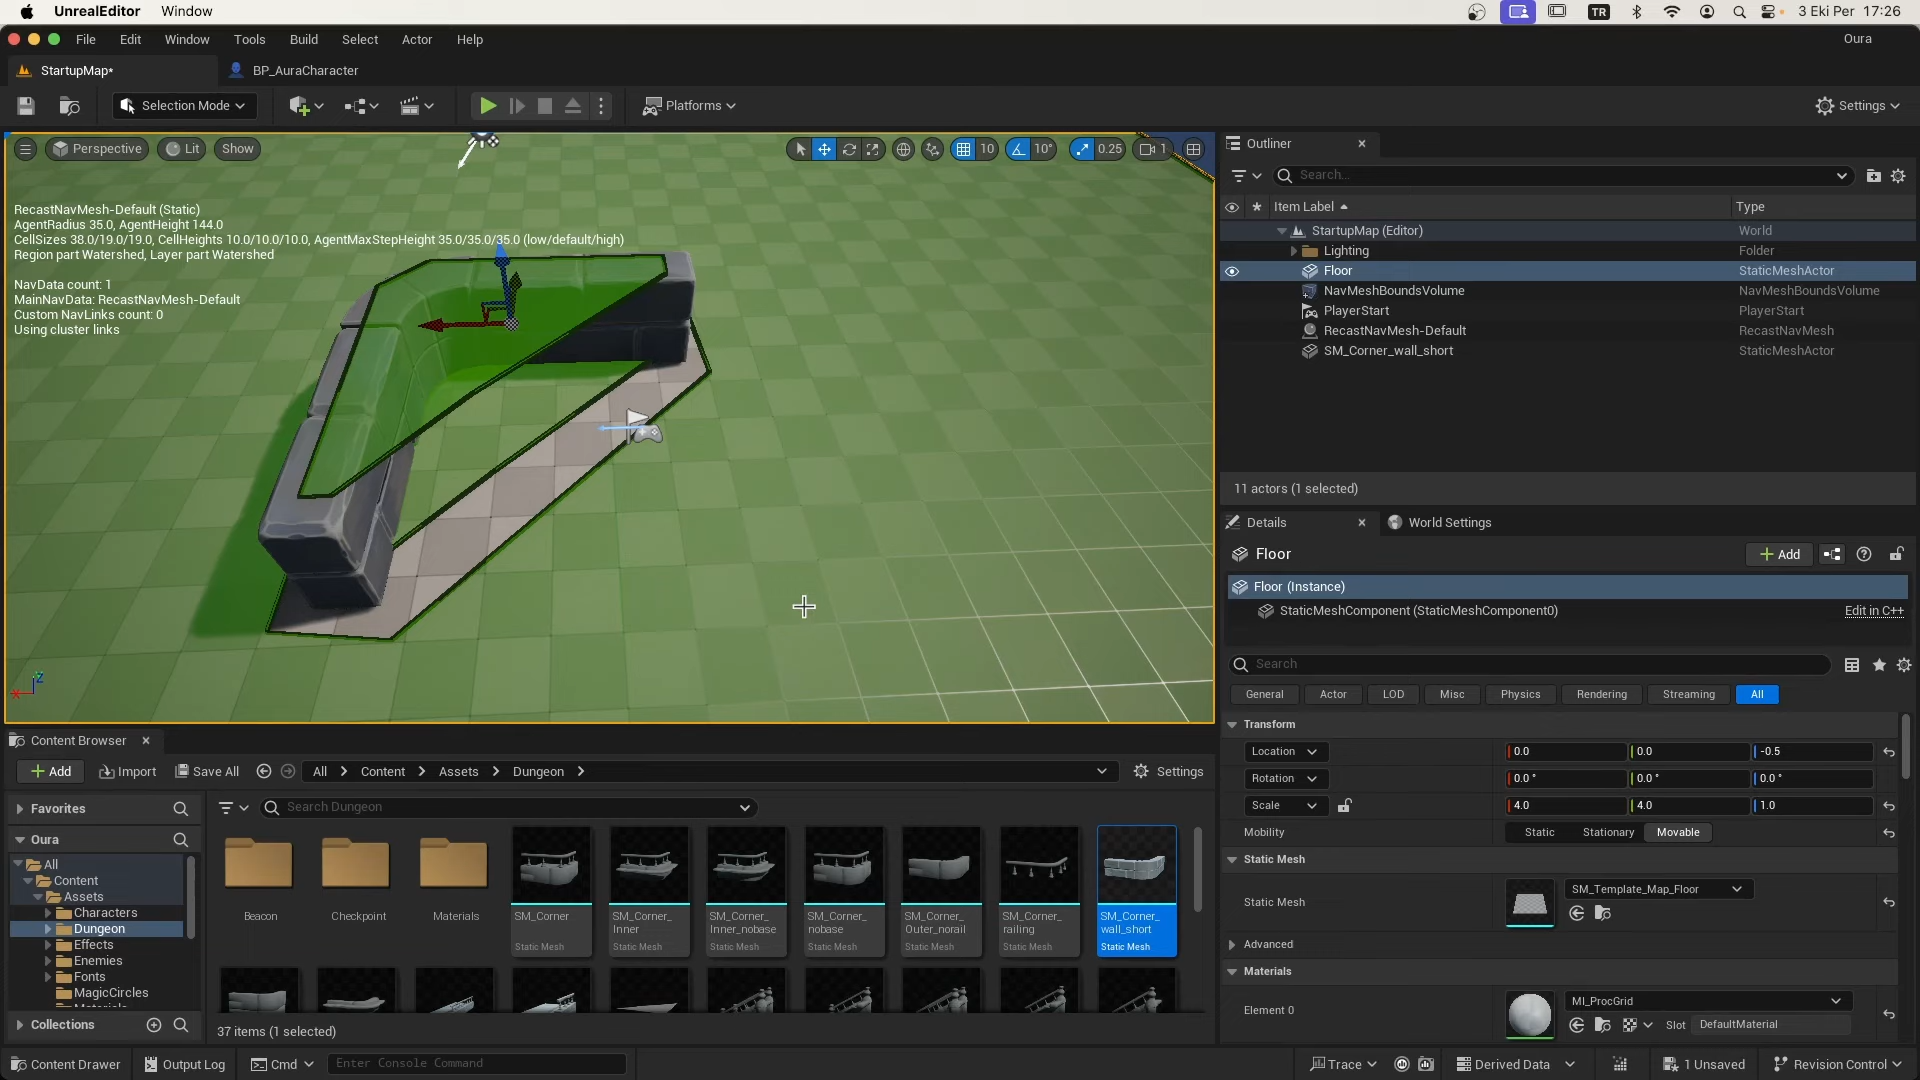 UnrealEditor Window
TR
3 Eki Per 17:26
File Edit Window Tools Build Select Actor Help
Oura
StartupMap*
BP_AuraCharacter
Selection Mode
Platforms
Settings
Perspective
Lit
Show
10
10°
0.25
1
RecastNavMesh-Default (Static)
AgentRadius 35.0, AgentHeight 144.0
CellSizes 38.0/19.0/19.0, CellHeights 10.0/10.0/10.0, AgentMaxStepHeight 35.0/35.0/35.0 (low/default/high)
Region part Watershed, Layer part Watershed
NavData count: 1
MainNavData: RecastNavMesh-Default
Custom NavLinks count: 0
Using cluster links
Z
X
Outliner
Search...
Item Label
Type
StartupMap (Editor) World
Lighting Folder
Floor StaticMeshActor
NavMeshBoundsVolume NavMeshBoundsVolume
PlayerStart PlayerStart
RecastNavMesh-Default RecastNavMesh
SM_Corner_wall_short StaticMeshActor
11 actors (1 selected)
Details
World Settings
Floor
Add
Floor (Instance)
StaticMeshComponent (StaticMeshComponent0)
Edit in C++
Search
General Actor LOD Misc Physics Rendering Streaming All
Transform
Location 0.0 0.0 -0.5
Rotation 0.0 ° 0.0 ° 0.0 °
Scale 4.0 4.0 1.0
Mobility Static Stationary Movable
Static Mesh
Static Mesh
SM_Template_Map_Floor
Advanced
Materials
Element 0
MI_ProcGrid
Slot DefaultMaterial
Content Browser
Add Import Save All
All Content Assets Dungeon
Settings
Favorites
Oura
All
Content
Assets
Characters
Dungeon
Effects
Enemies
Fonts
MagicCircles
Collections
Search Dungeon
Beacon
Checkpoint
Materials
SM_Corner
Static Mesh
SM_Corner_
Inner
Static Mesh
SM_Corner_
Inner_nobase
Static Mesh
SM_Corner_
nobase
Static Mesh
SM_Corner_
Outer_norail
Static Mesh
SM_Corner_
railing
Static Mesh
SM_Corner_
wall_short
Static Mesh
37 items (1 selected)
Content Drawer
Output Log
Cmd
Enter Console Command
Trace
Derived Data
1 Unsaved
Revision Control